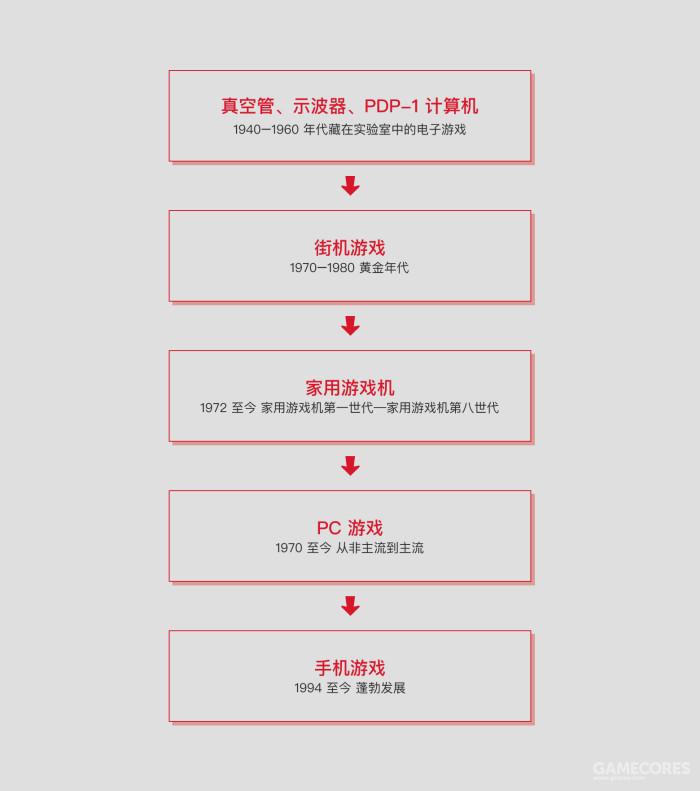 真空管、示波器、PDP-1 计算机
1940—1960 年代藏在实验室中的电子游戏
街机游戏
1970—1980 黄金年代
家用游戏机
1972 至今 家用游戏机第一世代—家用游戏机第八世代
PC 游戏
1970 至今 从非主流到主流
手机游戏
1994 至今 蓬勃发展
GAMECORES